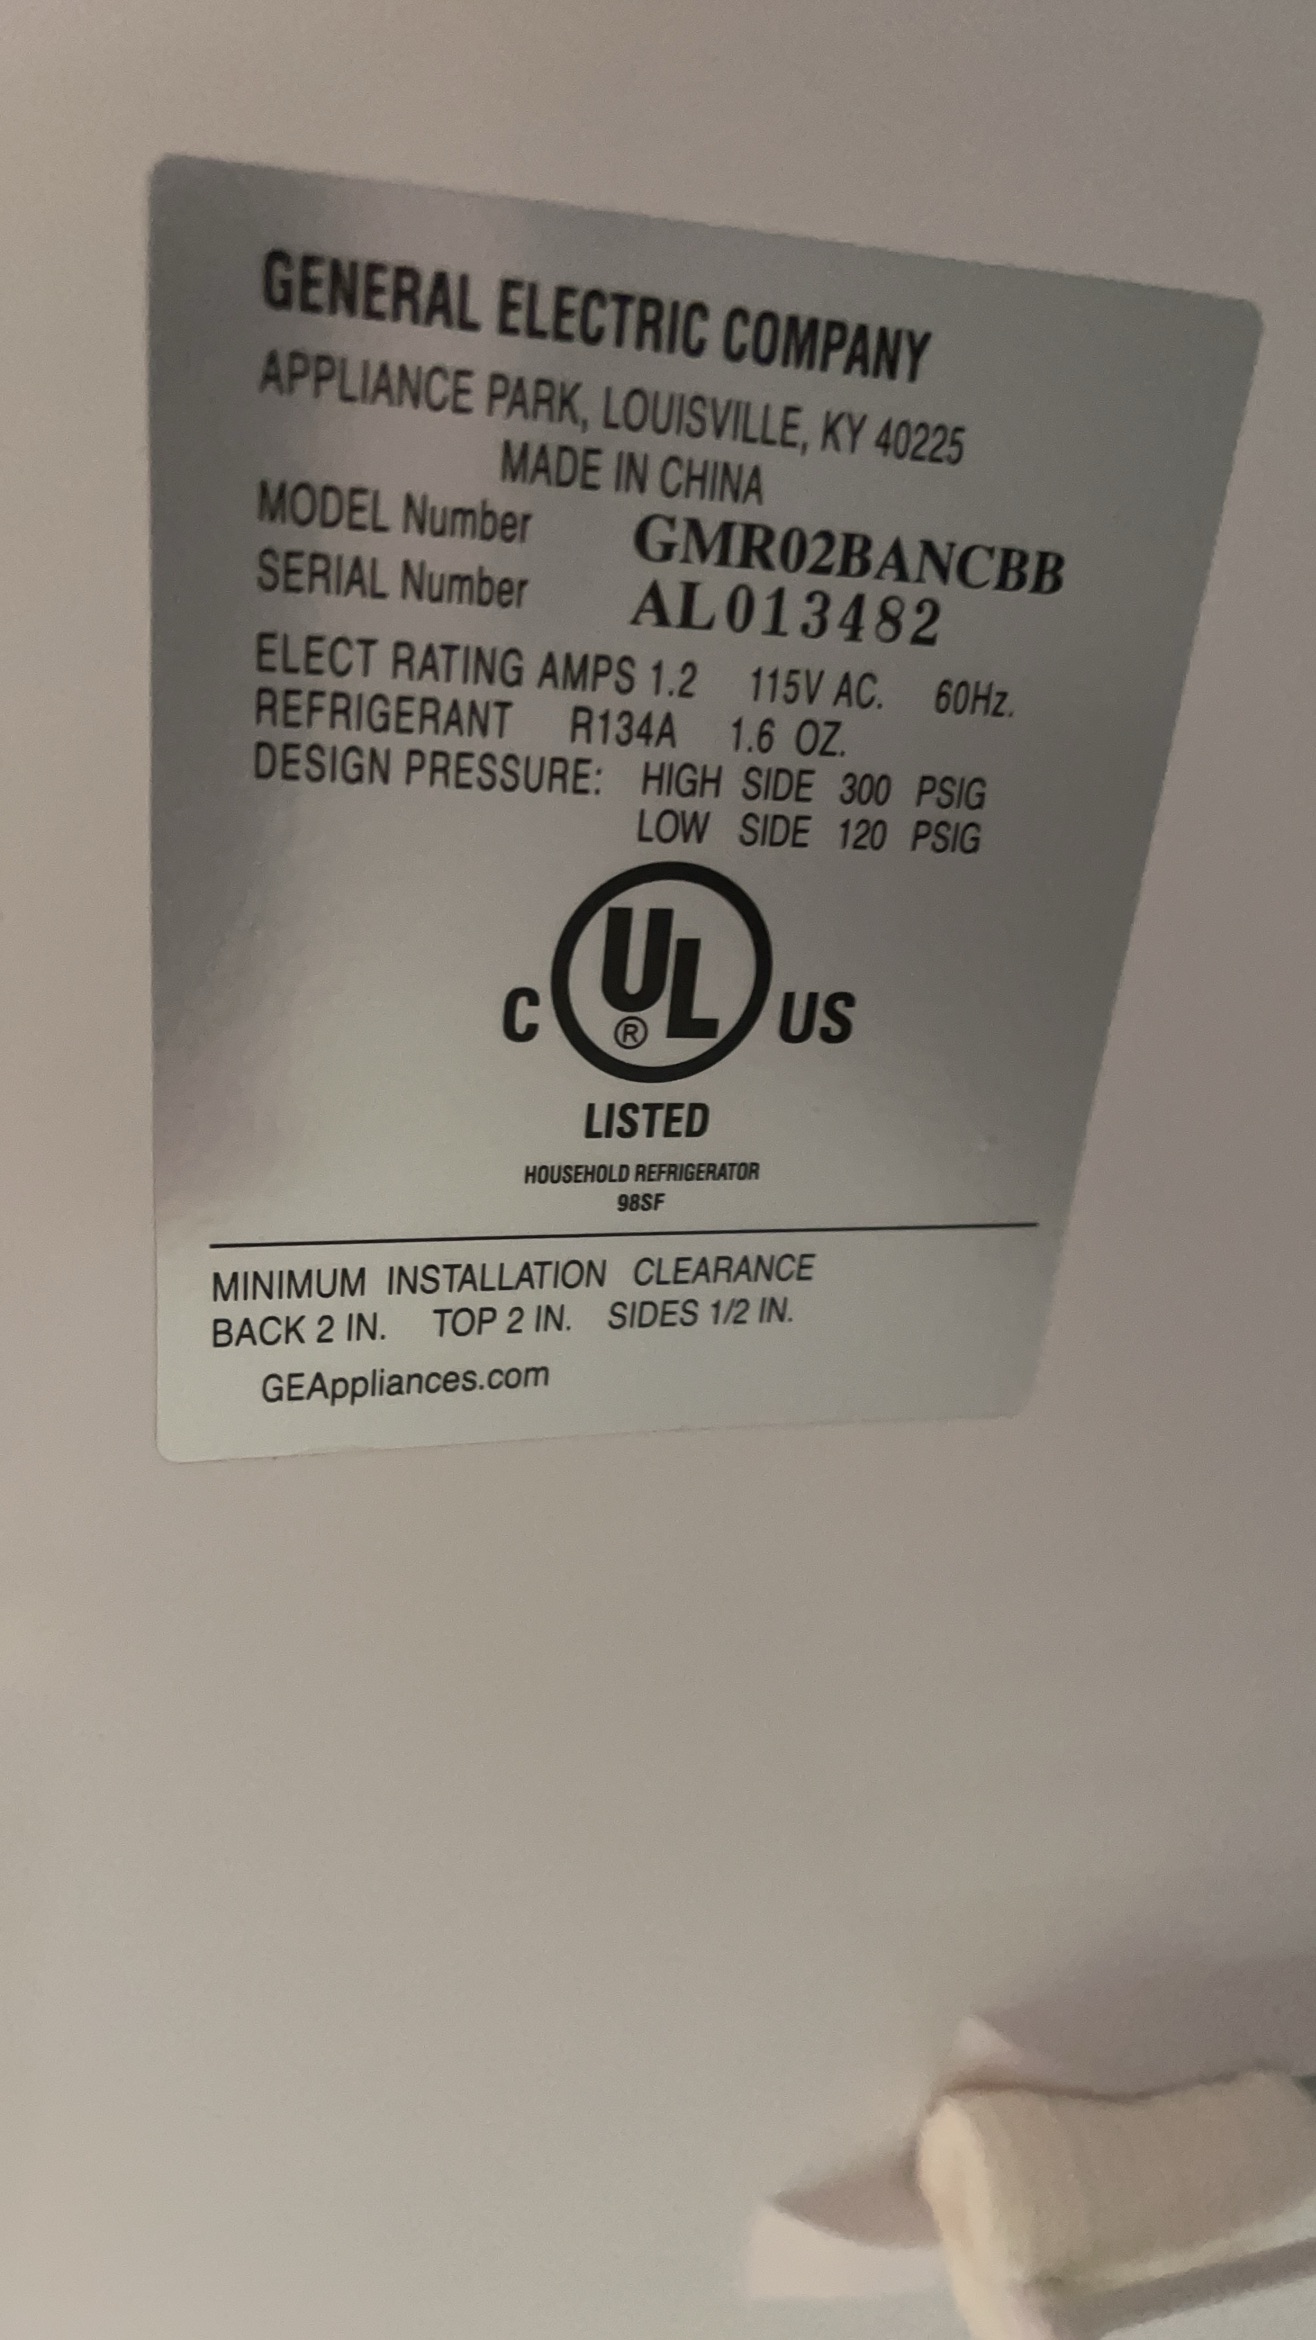 GENERAL ELECTRIC COMPANY
APPLIANCE PARK, LOUISVILLE, KY 40225
MADE IN CHINA
MODEL Number GMR02BANCBB
SERIAL Number AL013482
ELECT RATING AMPS 1.2 115V AC. 60Hz.
REFRIGERANT R134A 1.6 OZ.
DESIGN PRESSURE: HIGH SIDE 300 PSIG
LOW SIDE 120 PSIG
C UL ® US
LISTED
HOUSEHOLD REFRIGERATOR
98SF
MINIMUM INSTALLATION CLEARANCE
BACK 2 IN. TOP 2 IN. SIDES 1/2 IN.
GEAppliances.com